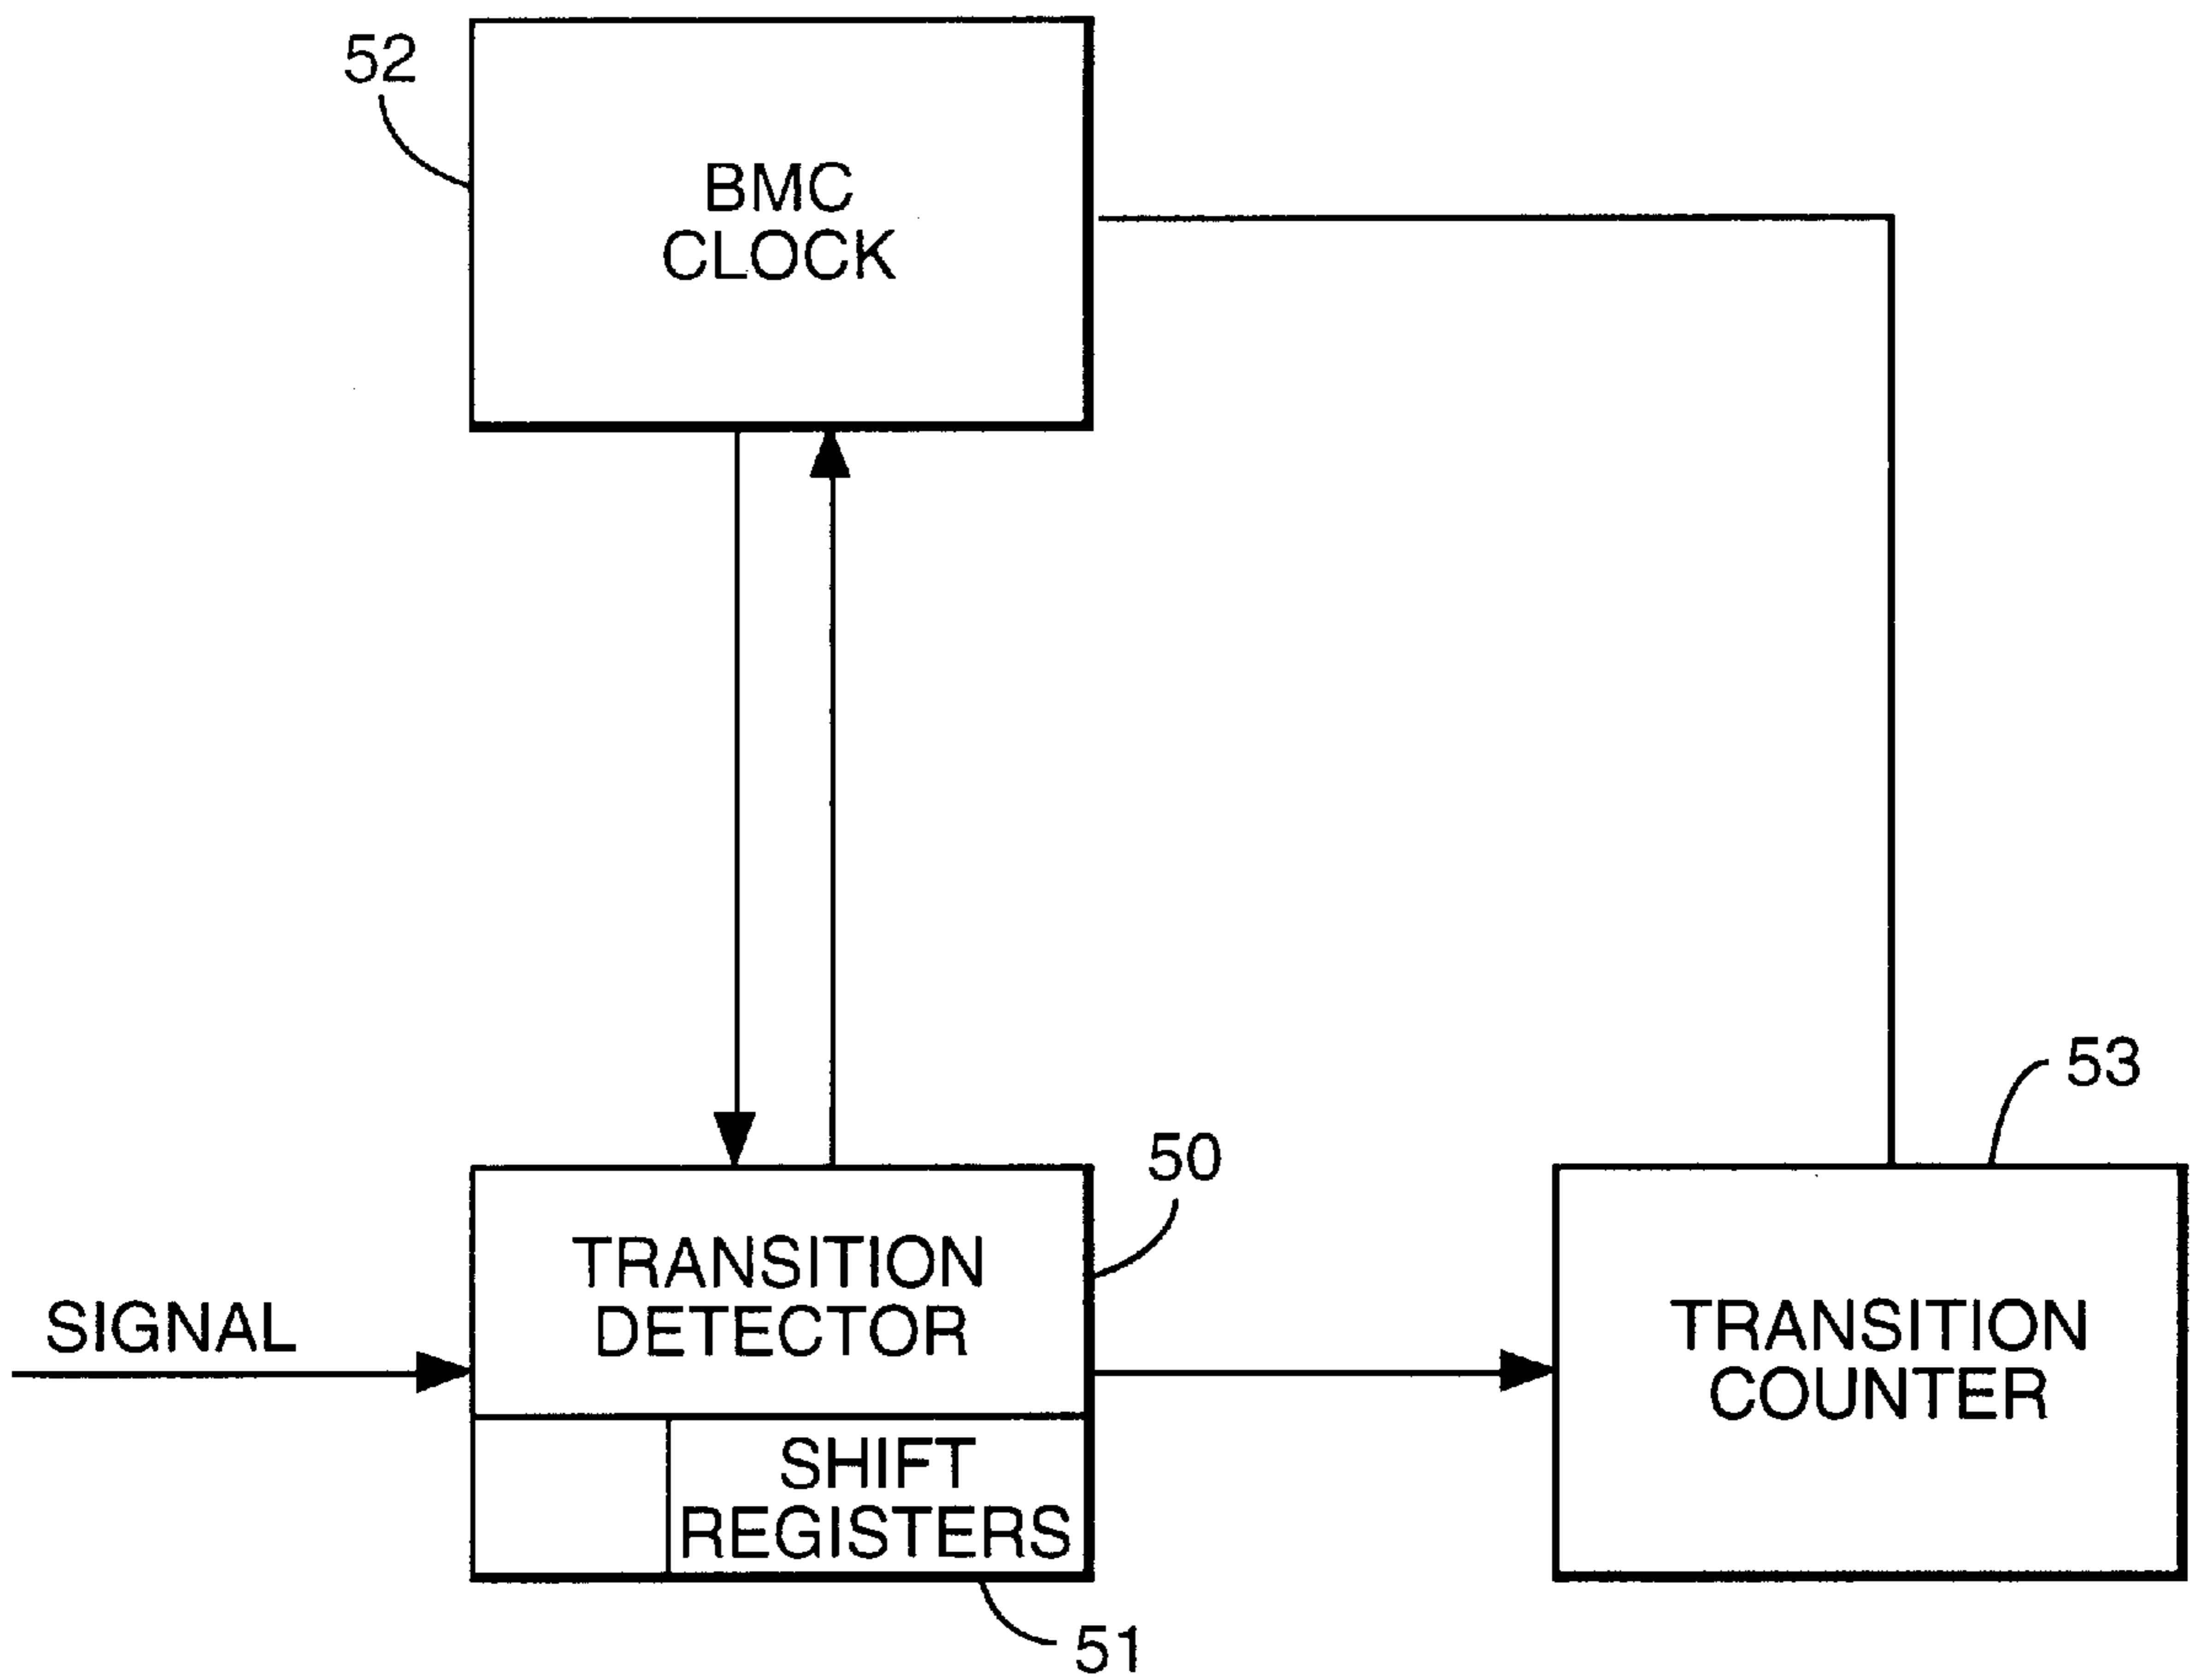 52
BMC
CLOCK
53
50
TRANSITION
DETECTOR
SIGNAL
TRANSITION
COUNTER
SHIFT
REGISTERS
51